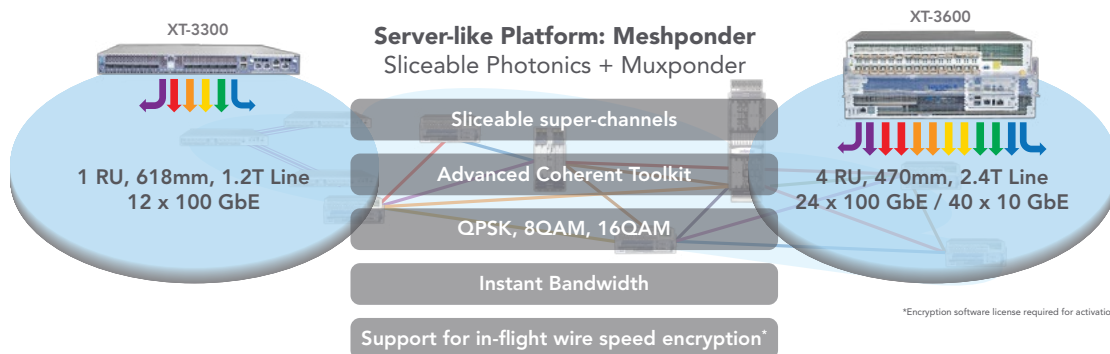 XT-3300
XT-3600
Server-like Platform: Meshponder
Sliceable Photonics + Muxponder
Sliceable super-channels
Advanced Coherent Toolkit
1 RU, 618mm, 1.2T Line
12 x 100 GbE
4 RU, 470mm, 2.4T Line
24 x 100 GbE / 40 x 10 GbE
QPSK, 8QAM, 16QAM
Instant Bandwidth
*Encryption software license required for activatio
Support for in-flight wire speed encryption*